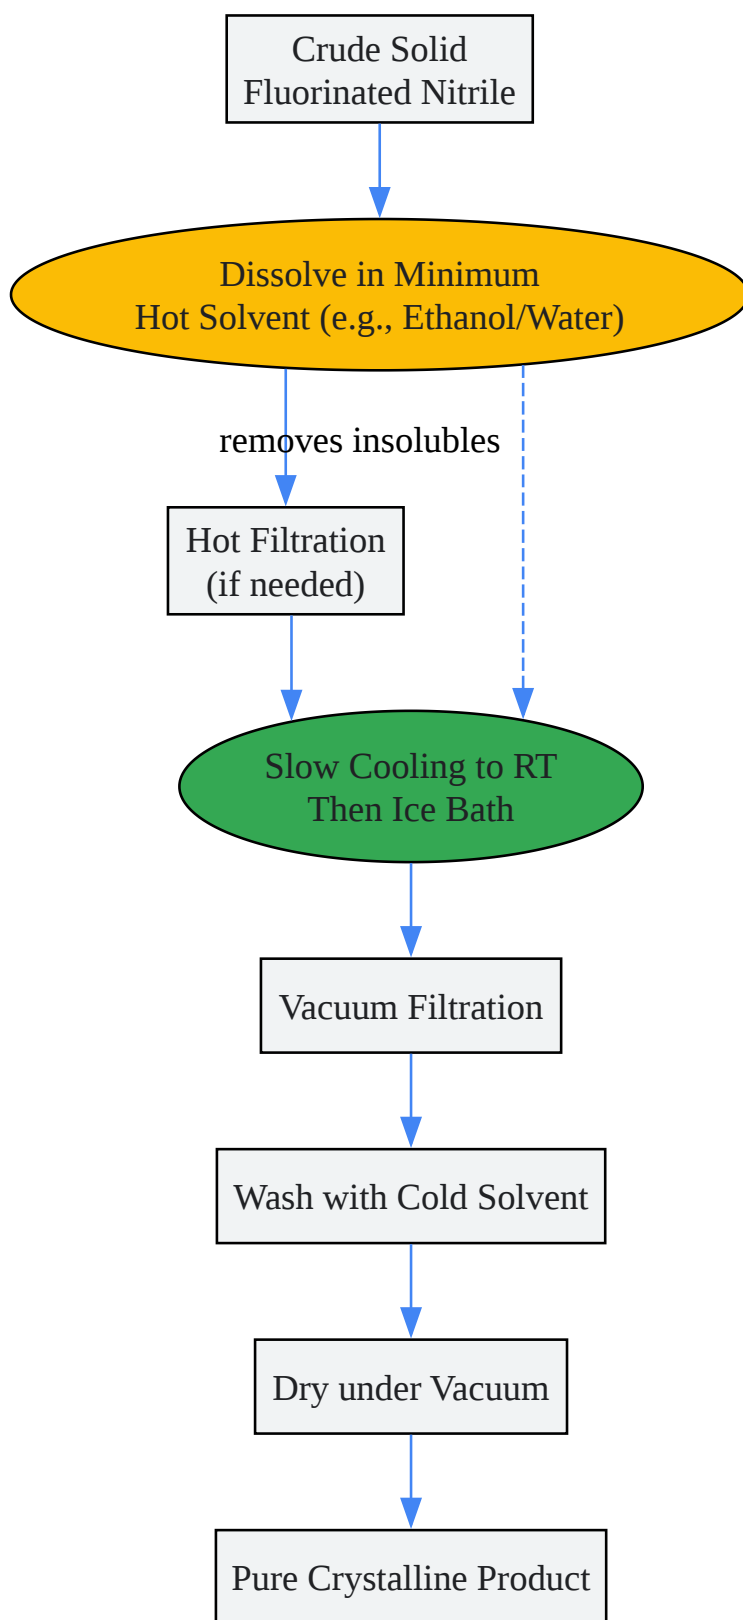 Crude Solid
Fluorinated Nitrile
Dissolve in Minimum
Hot Solvent (e.g., Ethanol/Water)
removes insolubles
Hot Filtration
(if needed)
Slow Cooling to RT
Then Ice Bath
Vacuum Filtration
Wash with Cold Solvent
Dry under Vacuum
Pure Crystalline Product